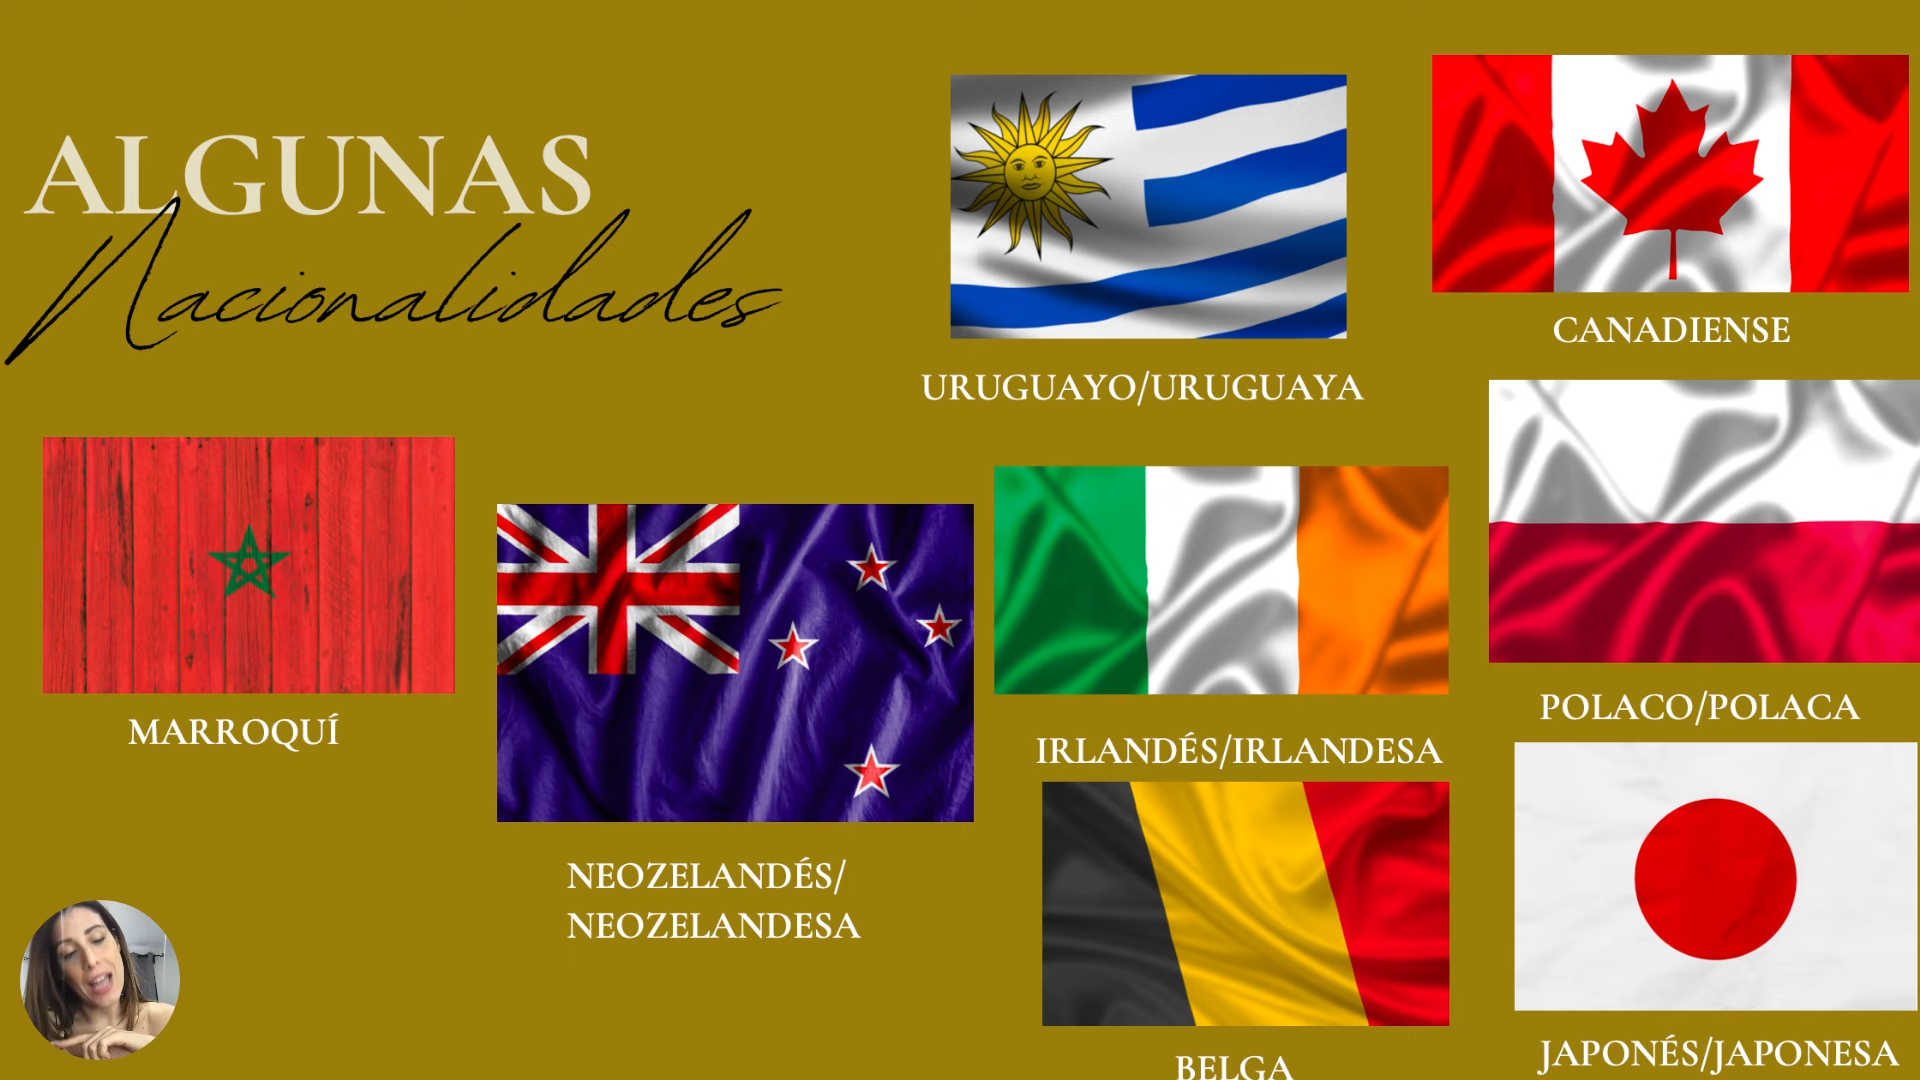 ALGUNAS
Nacionalidades
URUGUAYO/URUGUAYA
CANADIENSE
MARROQUÍ
NEOZELANDÉS/
NEOZELANDESA
IRLANDÉS/IRLANDESA
POLACO/POLACA
BELGA
JAPONÉS/JAPONESA